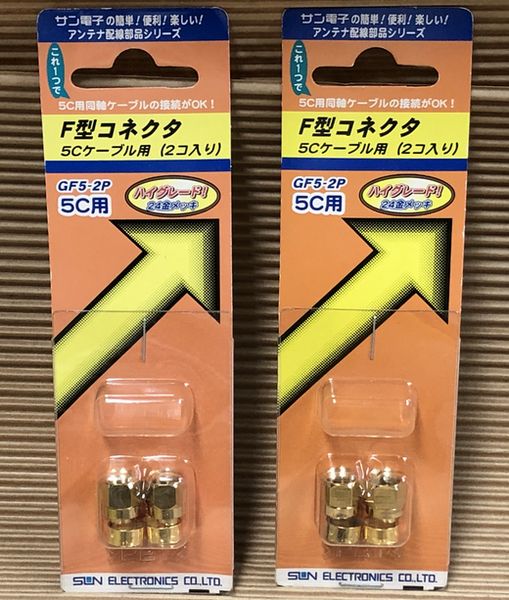 サン電子の簡単！便利！楽しい！
アンテナ配線部品シリーズ
これ1つで
5C用同軸ケーブルの接続がOK！
F型コネクタ
5Cケーブル用（2コ入り）
GF5-2P
5C用
ハイグレード！
24金メッキ
SUN ELECTRONICS CO.,LTD.
サン電子の簡単！便利！楽しい！
アンテナ配線部品シリーズ
これ1つで
5C用同軸ケーブルの接続がOK！
F型コネクタ
5Cケーブル用（2コ入り）
GF5-2P
5C用
ハイグレード！
24金メッキ
SUN ELECTRONICS CO.,LTD.